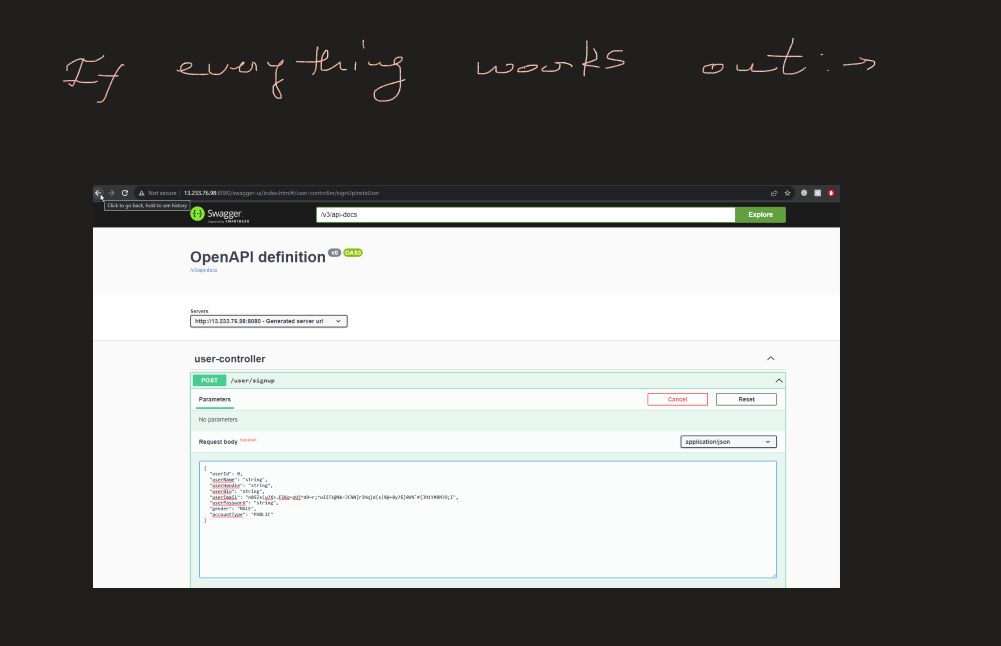 If everything works out :→
Not secure | 13.233.76.98:8080/swagger-ui/index.html#/user-controller/signUpInstaUser
Click to go back, hold to see history
Swagger
Supported by SMARTBEAR
/v3/api-docs
Explore
OpenAPI definition v0 OAS3
/v3/api-docs
Servers
http://13.233.76.98:8080 - Generated server url
user-controller
POST /user/signup
Parameters
Cancel
Reset
No parameters
Request body required
application/json
{
"userId": 0,
"userName": "string",
"userHandle": "string",
"userBio": "string",
"userEmail":
"userPassword": "string",
"gender": "MALE",
"accountType": "PUBLIC"
}